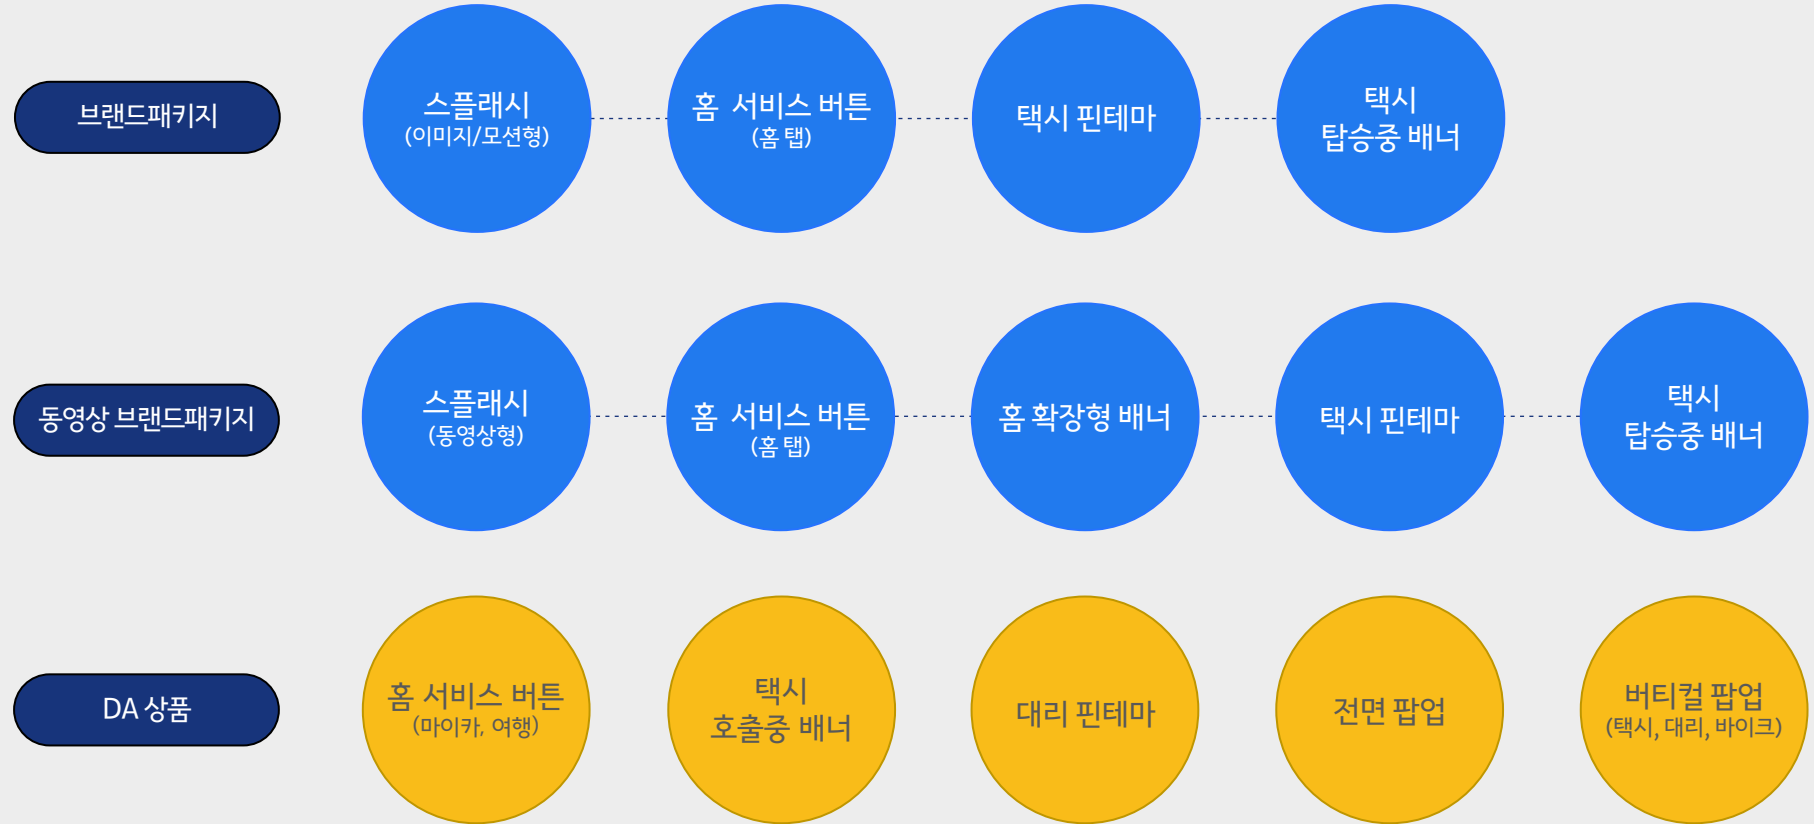 브랜드패키지
스플래시
(이미지/모션형)
홈 서비스 버튼
(홈 탭)
택시 핀테마
택시
탑승중 배너
동영상 브랜드패키지
스플래시
(동영상형)
홈 서비스 버튼
(홈 탭)
홈 확장형 배너
택시 핀테마
택시
탑승중 배너
DA 상품
홈 서비스 버튼
(마이카, 여행)
택시
호출중 배너
대리 핀테마
전면 팝업
버티컬 팝업
(택시, 대리, 바이크)